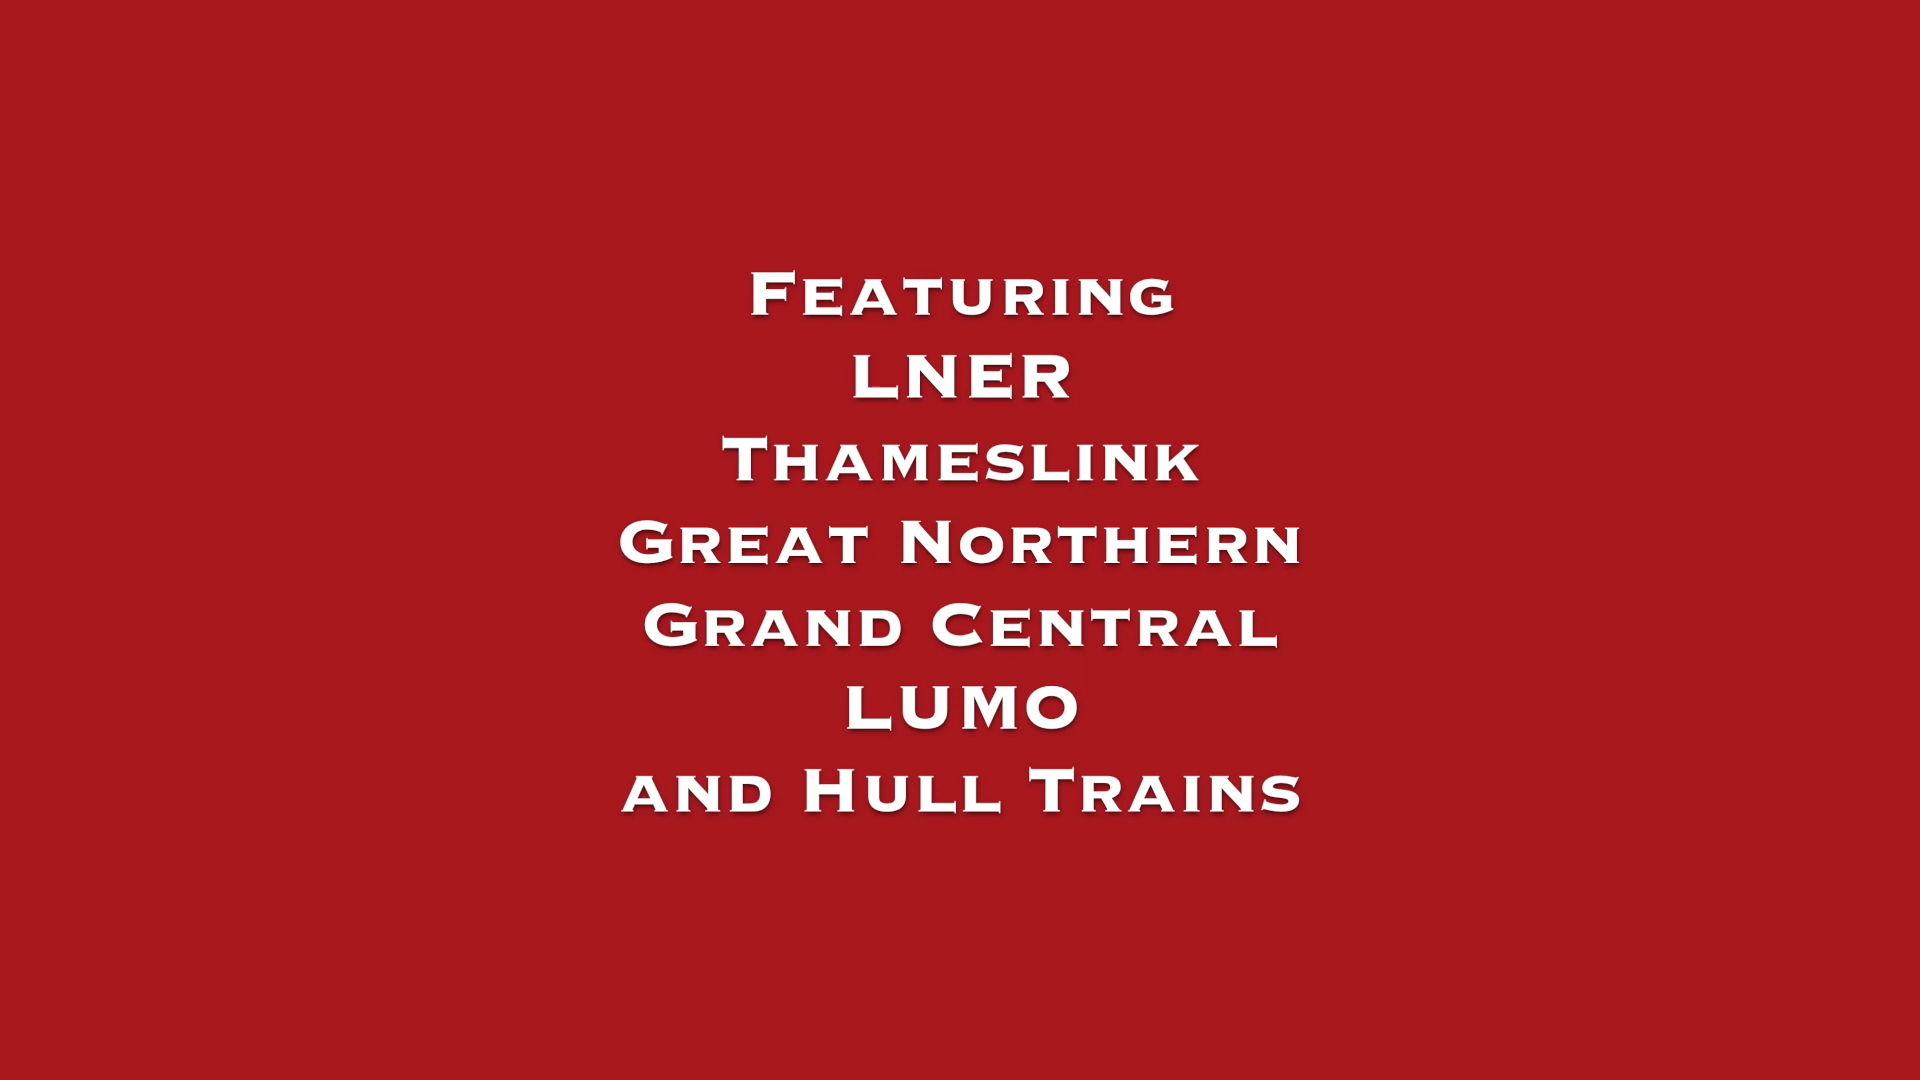 Featuring
LNER
Thameslink
Great Northern
Grand Central
LUMO
and Hull Trains